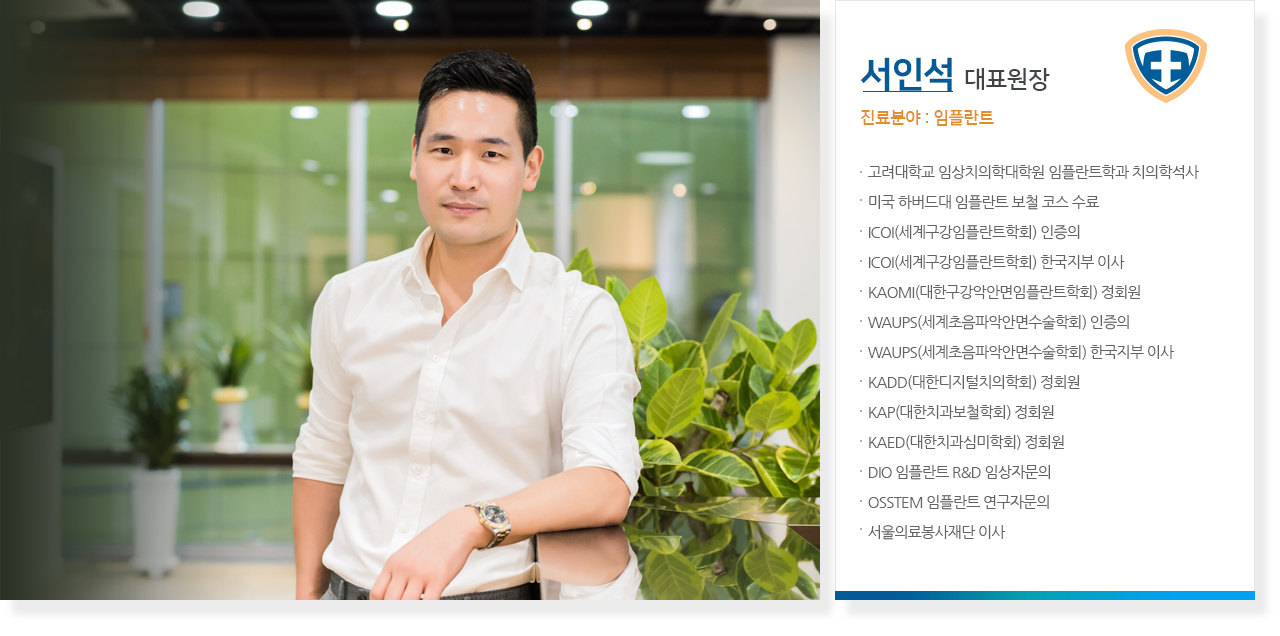 서인석 대표원장
진료분야 : 임플란트
· 고려대학교 임상치의학대학원 임플란트학과 치의학석사
· 미국 하버드대 임플란트 보철 코스 수료
· ICOI(세계구강임플란트학회) 인증의
· ICOI(세계구강임플란트학회) 한국지부 이사
· KAOMI(대한구강악안면임플란트학회) 정회원
· WAUPS(세계초음파악안면수술학회) 인증의
· WAUPS(세계초음파악안면수술학회) 한국지부 이사
· KADD(대한디지털치의학회) 정회원
· KAP(대한치과보철학회) 정회원
· KAED(대한치과심미학회) 정회원
· DIO 임플란트 R&D 임상자문의
· OSSTEM 임플란트 연구자문의
· 서울의료봉사재단 이사